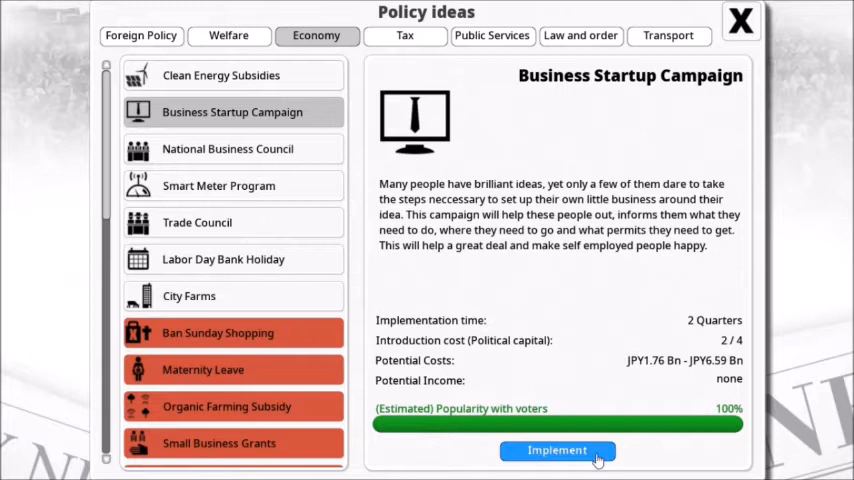 Policy ideas
X
Foreign Policy
Welfare
Economy
Tax
Public Services
Law and order
Transport
Clean Energy Subsidies
Business Startup Campaign
National Business Council
Smart Meter Program
Trade Council
Labor Day Bank Holiday
City Farms
Ban Sunday Shopping
Maternity Leave
Organic Farming Subsidy
Small Business Grants
Business Startup Campaign
Many people have brilliant ideas, yet only a few of them dare to take
the steps neccessary to set up their own little business around their
idea. This campaign will help these people out, informs them what they
need to do, where they need to go and what permits they need to get.
This will help a great deal and make self employed people happy.
Implementation time: 2 Quarters
Introduction cost (Political capital): 2 / 4
Potential Costs: JPY1.76 Bn - JPY6.59 Bn
Potential Income: none
(Estimated) Popularity with voters 100%
Implement